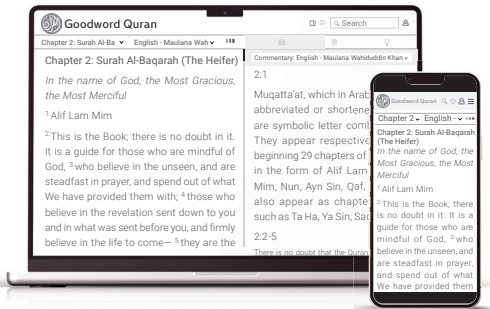 Goodword Quran
Search
Chapter 2: Surah Al-Ba
English - Maulana Wah
Chapter 2: Surah Al-Baqarah (The Heifer)
In the name of God, the Most Gracious,
the Most Merciful
1 Alif Lam Mim
2 This is the Book; there is no doubt in it.
It is a guide for those who are mindful of
God, 3 who believe in the unseen, and are
steadfast in prayer, and spend out of what
We have provided them with; 4 those who
believe in the revelation sent down to you
and in what was sent before you, and firmly
believe in the life to come— 5 they are the
Commentary: English - Maulana Wahiduddin Khan
2:1
Muqatta'at, which in Arab
abbreviated or shortene
are symbolic letter comb
They appear respective
beginning 29 chapters of
in the form of Alif Lam
Mim, Nun, Ayn Sin, Qaf,
also appear as chapte
such as Ta Ha, Ya Sin, Sad
2:2-5
There is no doubt that the Quran
Goodword Quran
Chapter 2
English -
Chapter 2: Surah Al-Baqarah
(The Heifer)
In the name of God, the
Most Gracious, the Most
Merciful
1 Alif Lam Mim
2 This is the Book; there
is no doubt in it. It is a
guide for those who are
mindful of God, 3 who
believe in the unseen, and
are steadfast in prayer,
and spend out of what
We have provided them